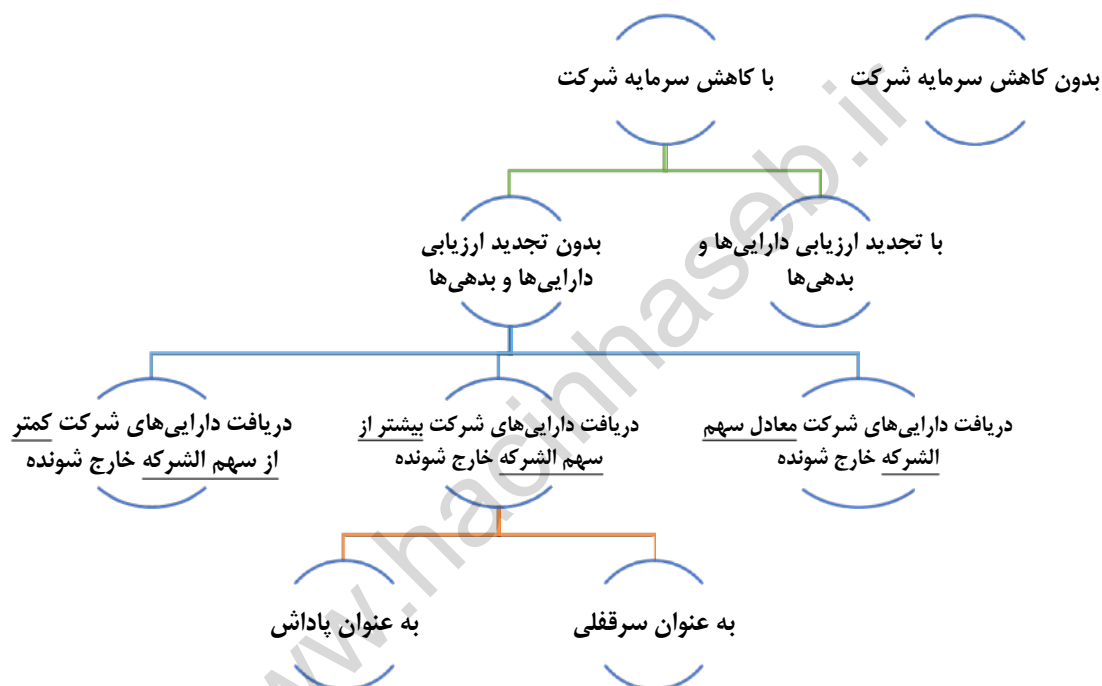 بدون کاهش سرمایه شرکت
با کاهش سرمایه شرکت
با تجدید ارزیابی دارایی‌ها و
بدهی‌ها
بدون تجدید ارزیابی
دارایی‌ها و بدهی‌ها
دریافت دارایی‌های شرکت معادل سهم
الشرکه خارج شونده
دریافت دارایی‌های شرکت بیشتر از
سهم الشرکه خارج شونده
دریافت دارایی‌های شرکت کمتر
از سهم الشرکه خارج شونده
به عنوان سرقفلی
به عنوان پاداش
www.hacinhaseb.ir